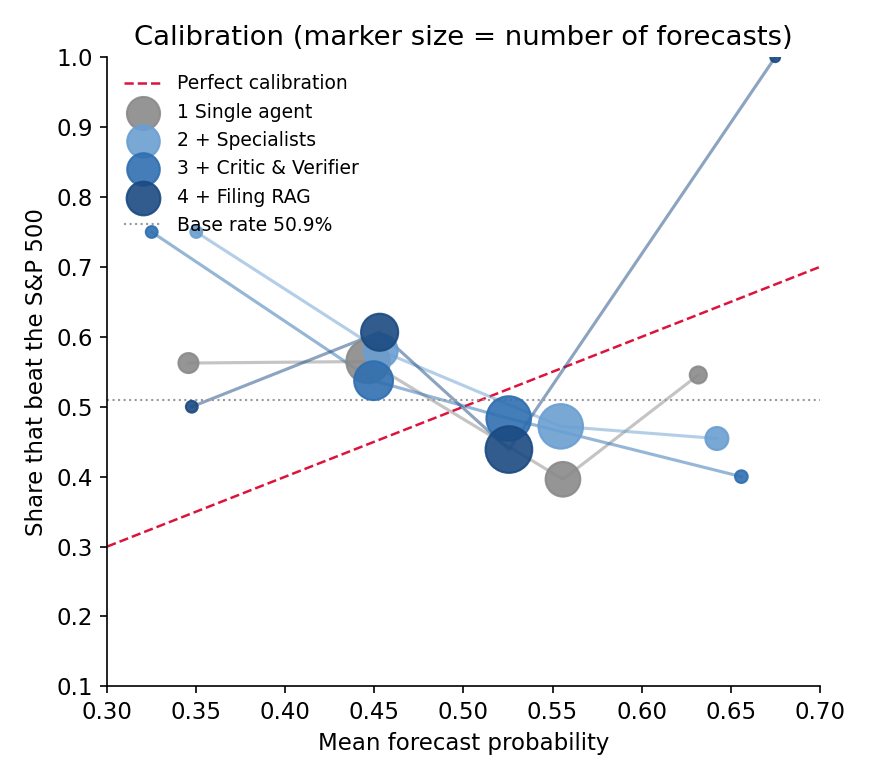 Calibration (marker size = number of forecasts)
Perfect calibration
1 Single agent
2 + Specialists
3 + Critic & Verifier
4 + Filing RAG
Base rate 50.9%
Share that beat the S&P 500
1.0
0.9
0.8
0.7
0.6
0.5
0.4
0.3
0.2
0.1
0.30 0.35 0.40 0.45 0.50 0.55 0.60 0.65 0.70
Mean forecast probability